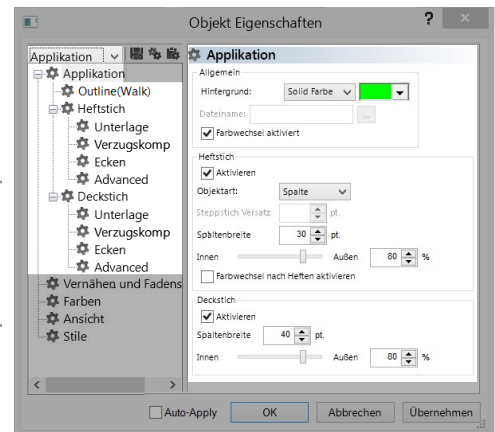 Objekt Eigenschaften
?
Applikation
Applikation
Outline(Walk)
Heftstich
Unterlage
Verzugskomp
Ecken
Advanced
Deckstich
Unterlage
Verzugskomp
Ecken
Advanced
Vernähen und Fadens
Farben
Ansicht
Stile
Applikation
Allgemein
Hintergrund: Solid Farbe
Dateiname: ...
Farbwechsel aktiviert
Heftstich
Aktivieren
Objektart: Spalte
Steppstich Versatz pt.
Spaltenbreite 30 pt.
Innen Außen 80 %
Farbwechsel nach Heften aktivieren
Deckstich
Aktivieren
Spaltenbreite 40 pt.
Innen Außen 80 %
Auto-Apply OK Abbrechen Übernehmen